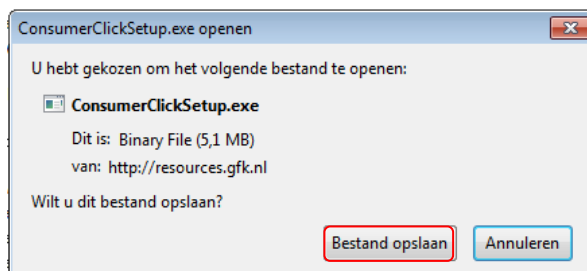 ConsumerClickSetup.exe openen
U hebt gekozen om het volgende bestand te openen:
ConsumerClickSetup.exe
Dit is: Binary File (5,1 MB)
van: http://resources.gfk.nl
Wilt u dit bestand opslaan?
Bestand opslaan Annuleren